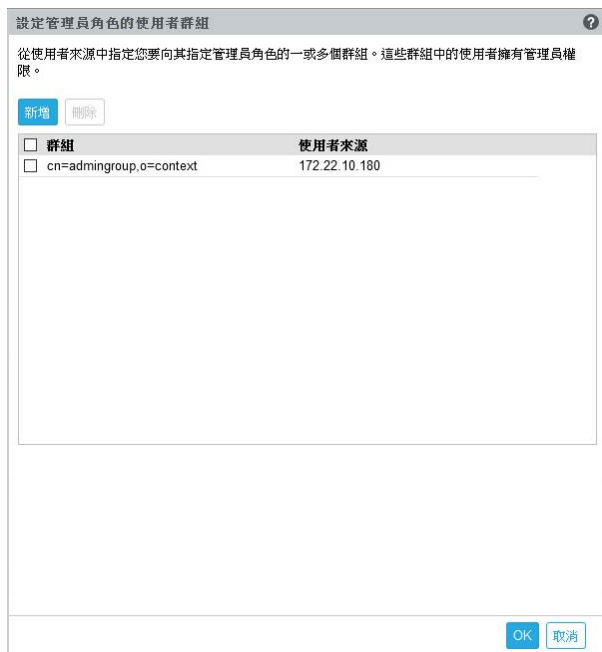 設定管理員角色的使用者群組
從使用者來源中指定您要向其指定管理員角色的一或多個群組。這些群組中的使用者擁有管理員權
限。
新增 刪除
群組 使用者來源
cn=admingroup,o=context 172.22.10.180
OK 取消